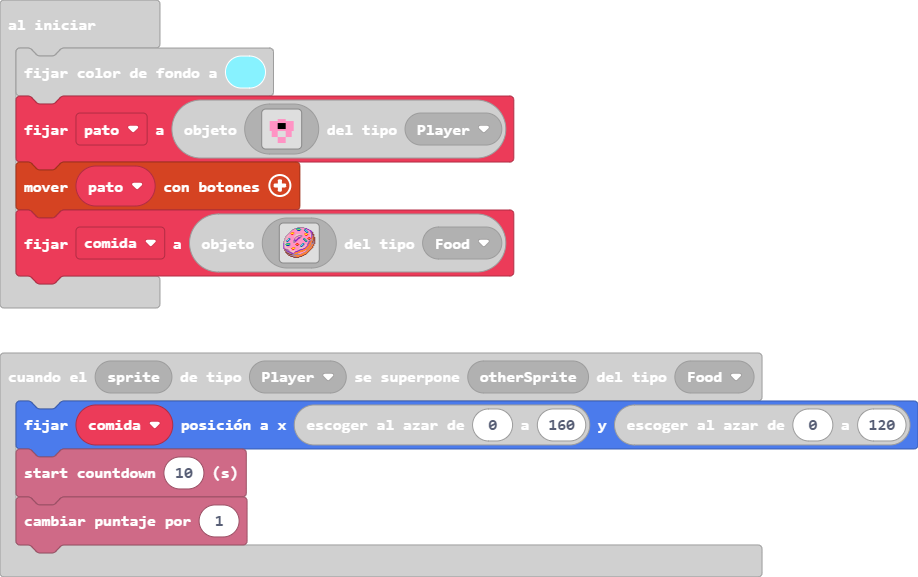 al iniciar
fijar color de fondo a
fijar pato a objeto del tipo Player
mover pato con botones
fijar comida a objeto del tipo Food
cuando el sprite de tipo Player se superpone otherSprite del tipo Food
fijar comida posición a x escoger al azar de 0 a 160 y escoger al azar de 0 a 120
start countdown 10 (s)
cambiar puntaje por 1